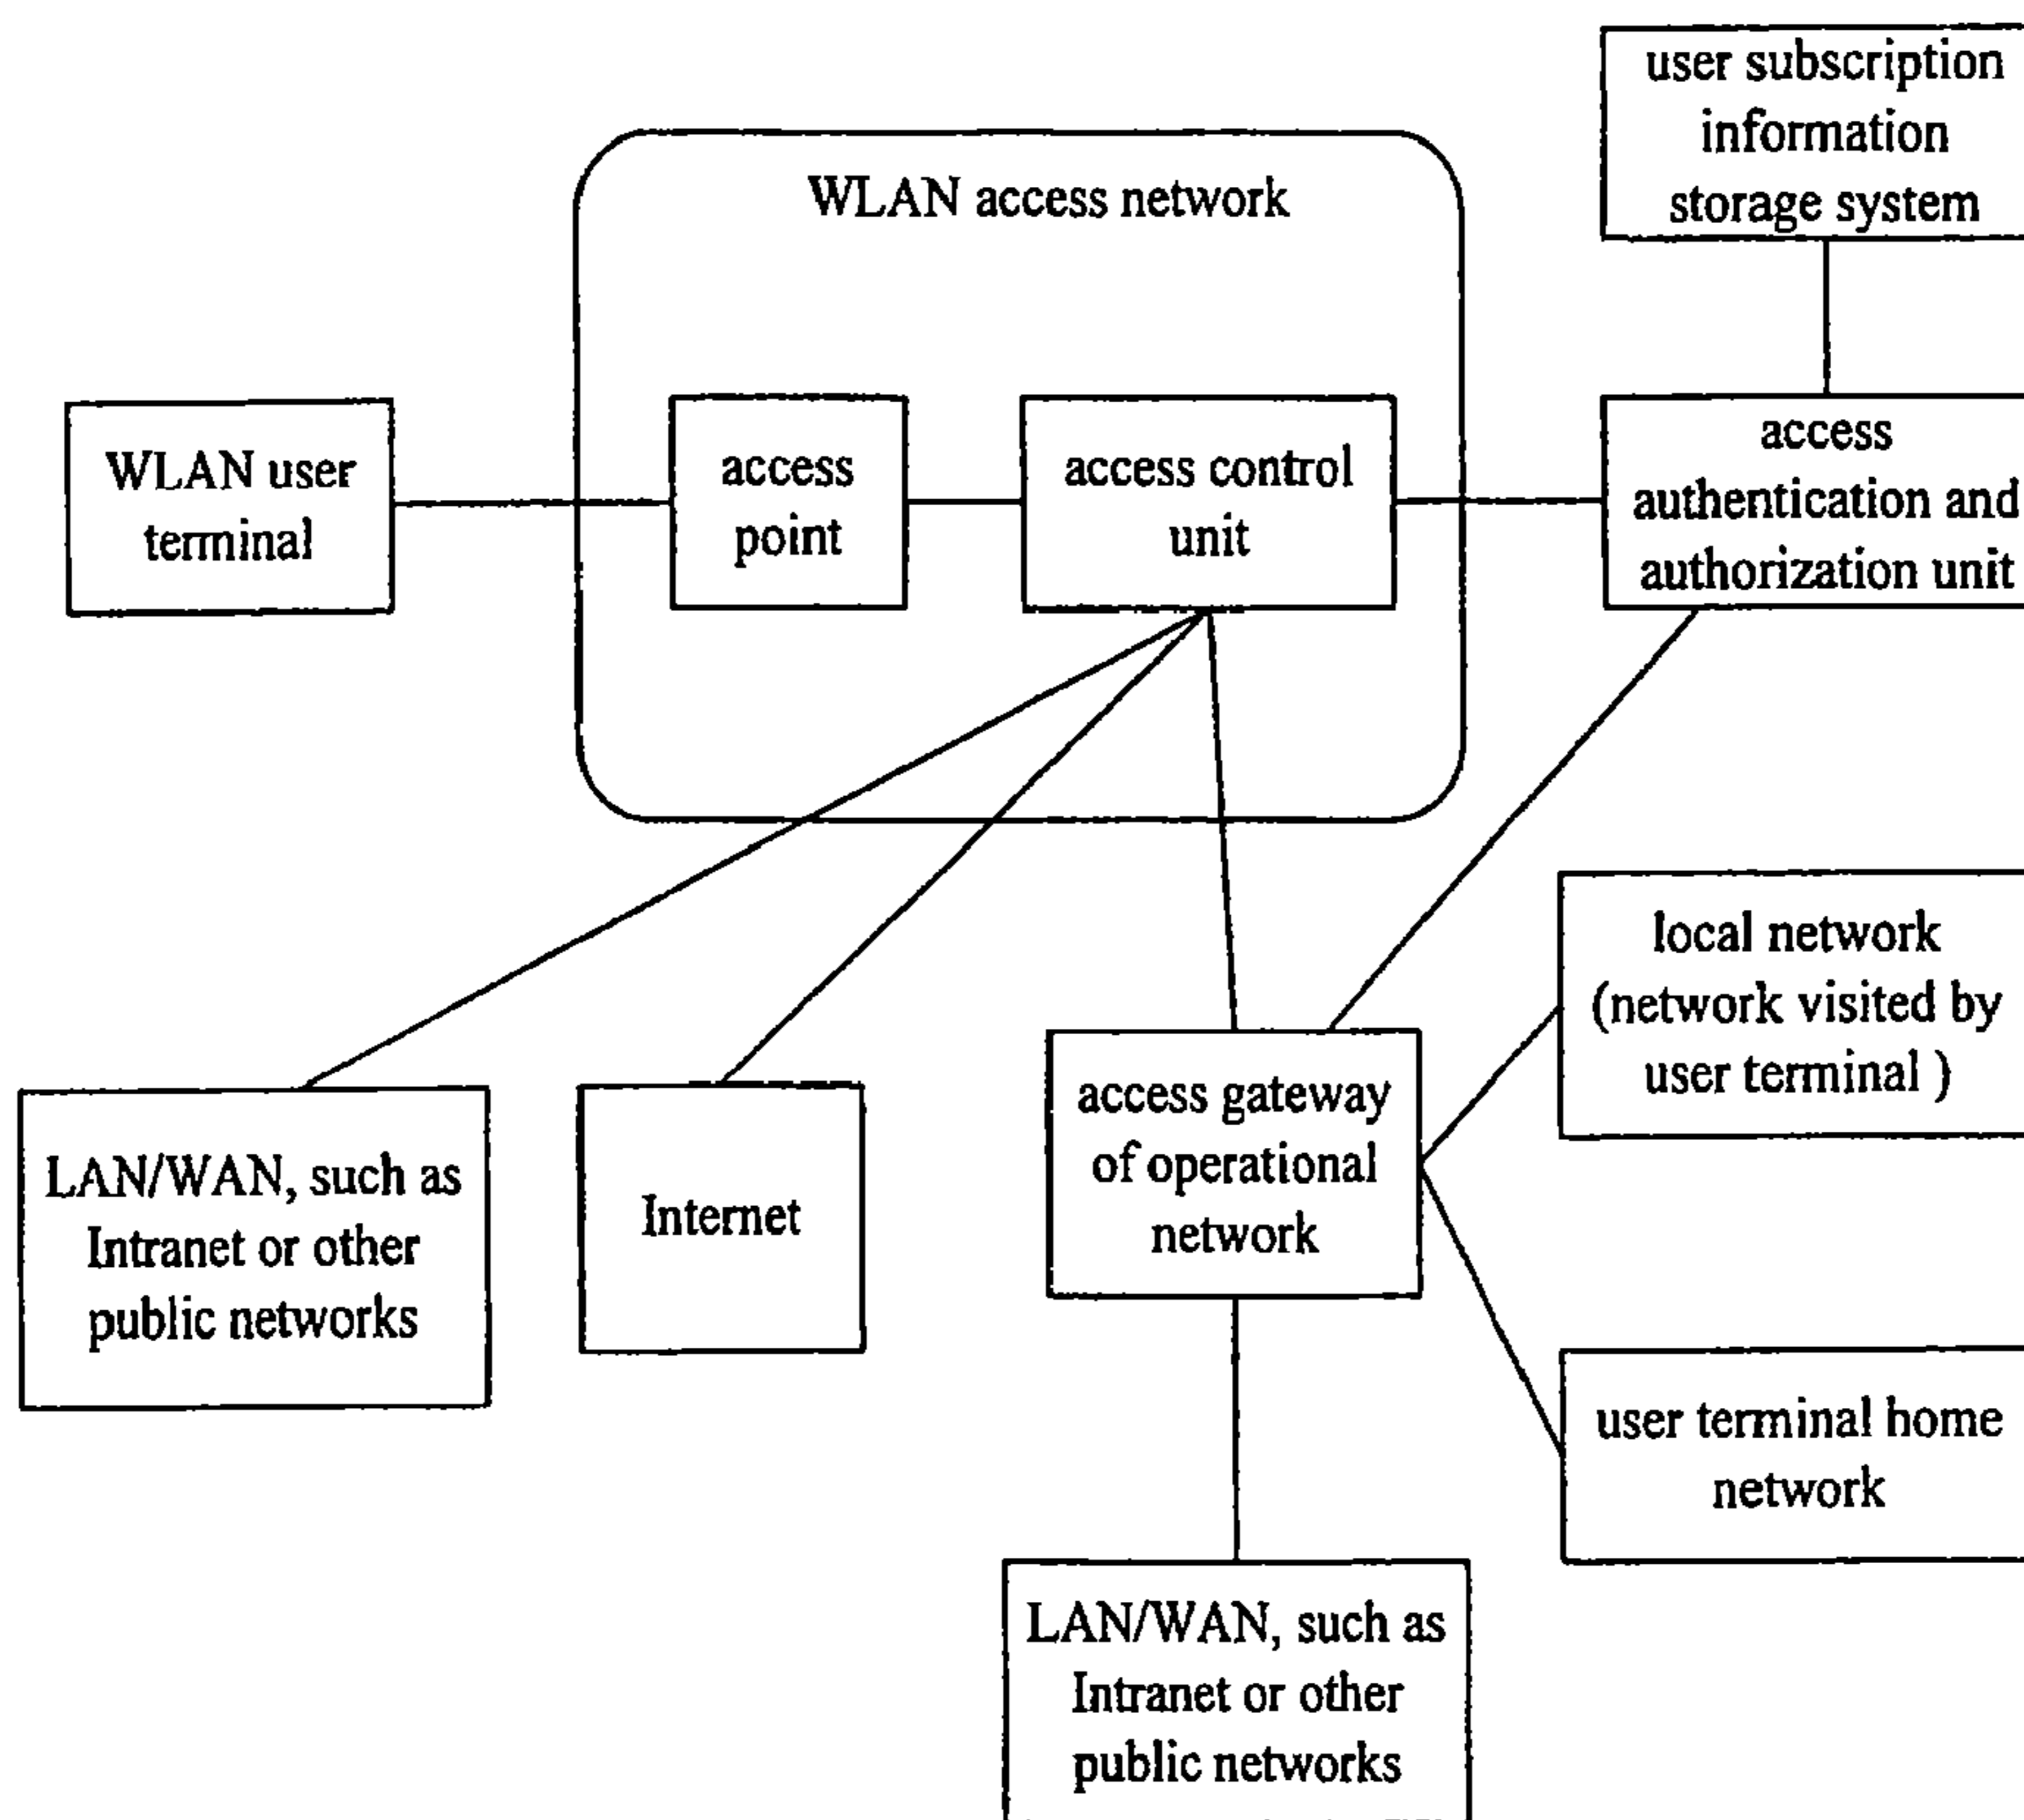 user subscription
information
storage system
WLAN access network
WLAN user
terminal
access
point
access control
unit
access
authentication and
authorization unit
local network
(network visited by
user terminal )
LAN/WAN, such as
Intranet or other
public networks
Internet
access gateway
of operational
network
user terminal home
network
LAN/WAN, such as
Intranet or other
public networks